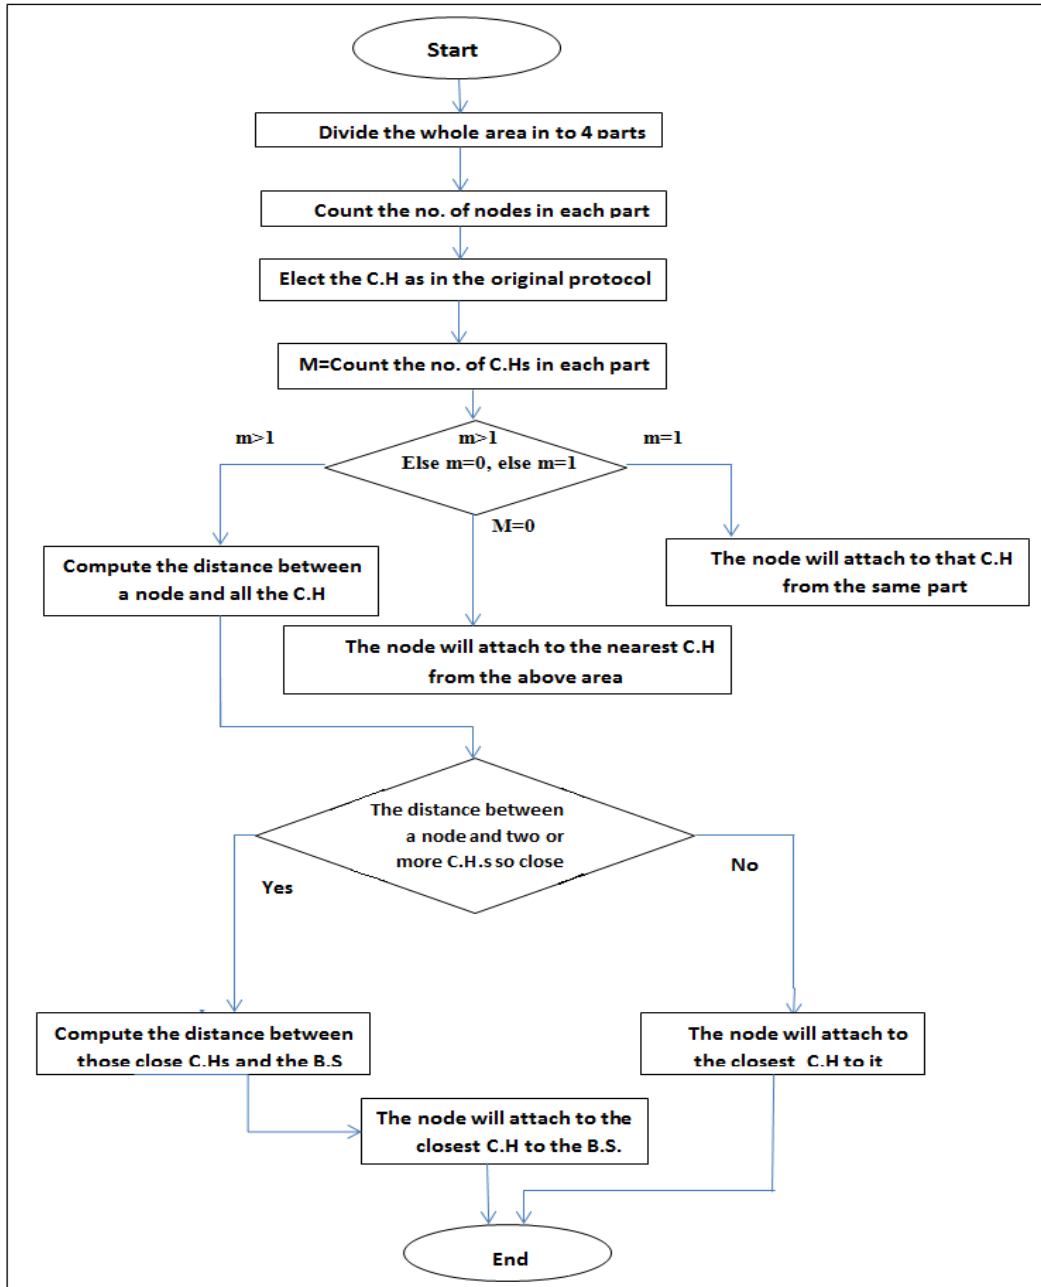 Start
Divide the whole area in to 4 parts
Count the no. of nodes in each part
Elect the C.H as in the original protocol
M=Count the no. of C.Hs in each part
m>1
m>1
Else m=0, else m=1
m=1
M=0
Compute the distance between
a node and all the C.H
The node will attach to that C.H
from the same part
The node will attach to the nearest C.H
from the above area
The distance between
a node and two or
more C.H.s so close
Yes
No
Compute the distance between
those close C.Hs and the B.S
The node will attach to
the closest C.H to it
The node will attach to the
closest C.H to the B.S.
End